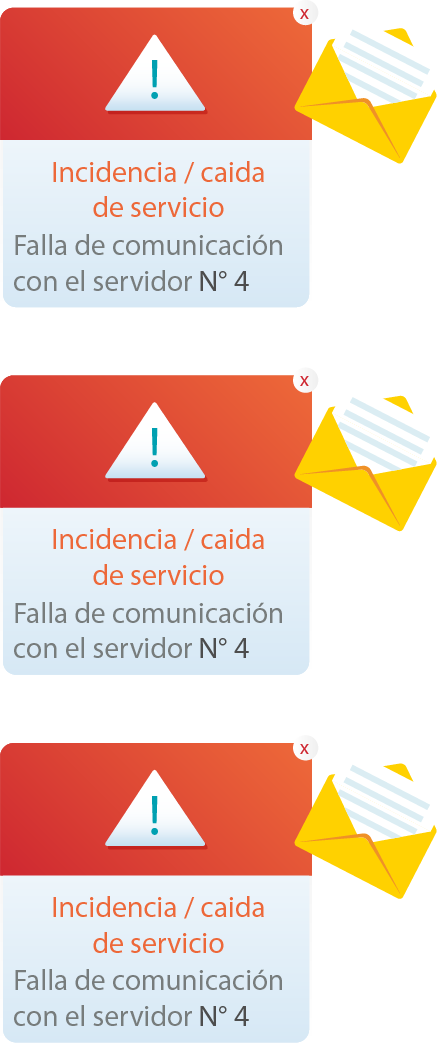 x
!
Incidencia / caida
de servicio
Falla de comunicación
con el servidor N° 4
x
!
Incidencia / caida
de servicio
Falla de comunicación
con el servidor N° 4
x
!
Incidencia / caida
de servicio
Falla de comunicación
con el servidor N° 4